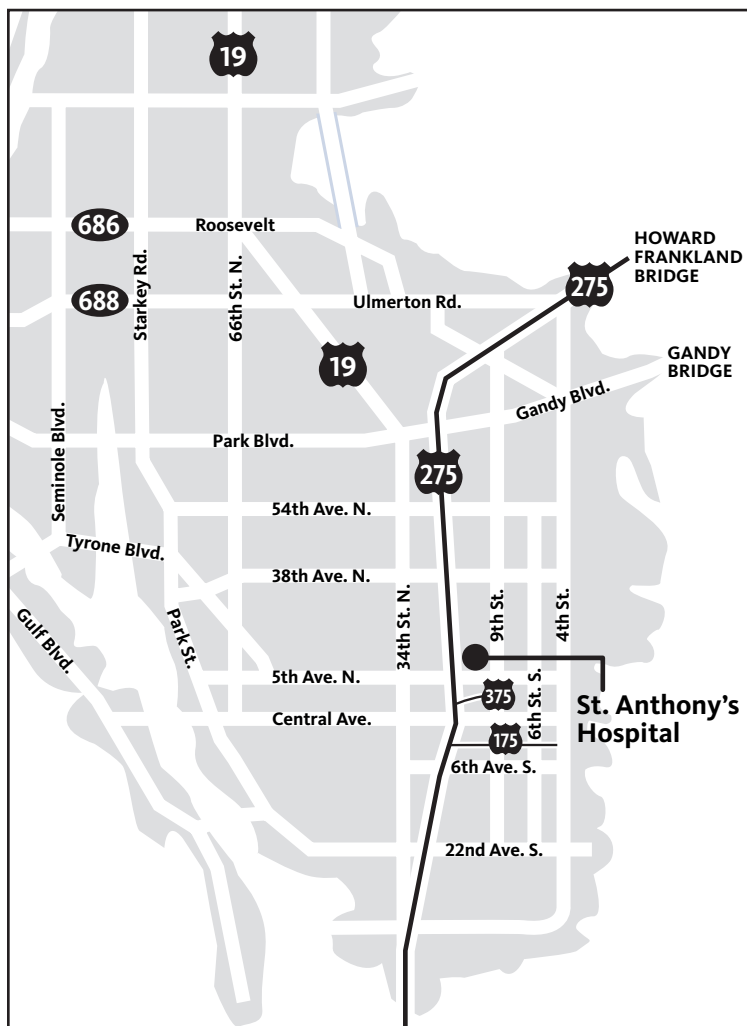 19
686
Roosevelt
HOWARD
FRANKLAND
BRIDGE
275
688
Starkey Rd.
66th St. N.
Ulmerton Rd.
19
GANDY
BRIDGE
Gandy Blvd.
Seminole Blvd.
Park Blvd.
275
54th Ave. N.
Tyrone Blvd.
38th Ave. N.
34th St. N.
9th St.
4th St.
Gulf Blvd.
Park St.
5th Ave. N.
375
6th St. S.
St. Anthony's
Hospital
Central Ave.
175
6th Ave. S.
22nd Ave. S.